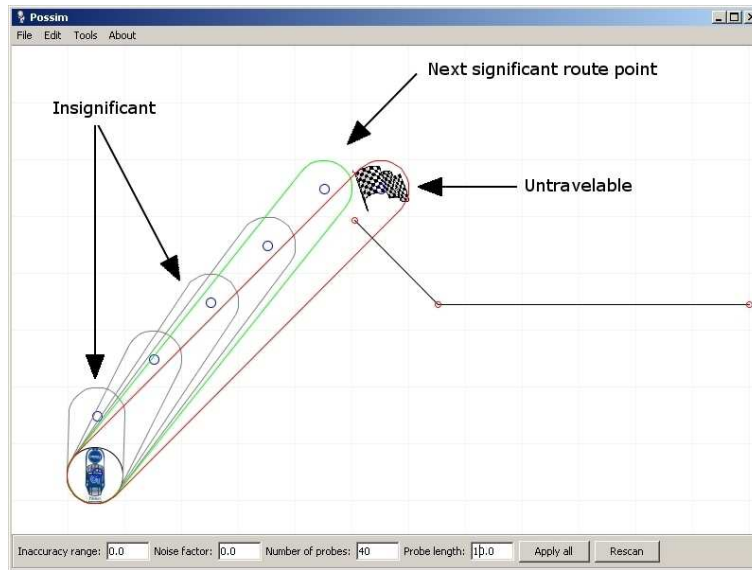 Possim
File Edit Tools About
Next significant route point
Insignificant
Untravelable
Inaccuracy range: 0.0 Noise factor: 0.0 Number of probes: 40 Probe length: 10.0 Apply all Rescan